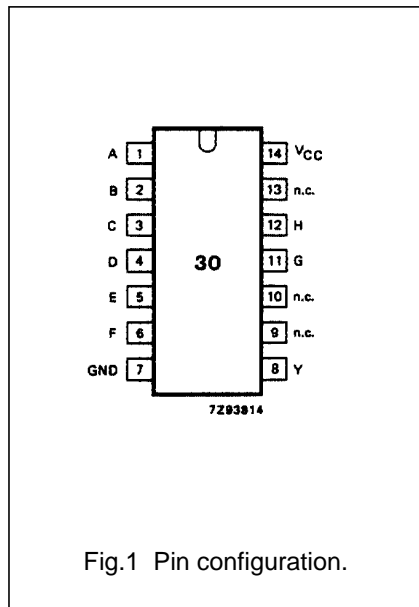 A 1 14 VCC
B 2 13 n.c.
C 3 12 H
D 4 30 11 G
E 5 10 n.c.
F 6 9 n.c.
GND 7 8 Y
7Z93814
Fig.1 Pin configuration.